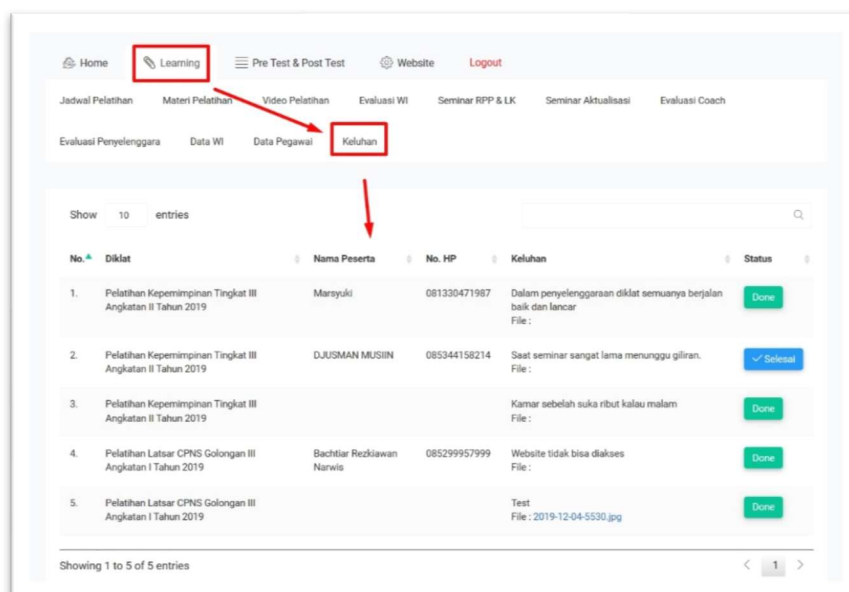 Home Learning Pre Test & Post Test Website Logout
Jadwal Pelatihan Materi Pelatihan Video Pelatihan Evaluasi WI Seminar RPP & LK Seminar Aktualisasi Evaluasi Coach
Evaluasi Penyelenggara Data WI Data Pegawai Keluhan
Show 10 entries
No. Diklat Nama Peserta No. HP Keluhan Status
1. Pelatihan Kepemimpinan Tingkat III Marsyuki 081330471987 Dalam penyelenggaraan diklat semuanya berjalan Done
Angkatan II Tahun 2019 baik dan lancar
File :
2. Pelatihan Kepemimpinan Tingkat III DJUSMAN MUSIIN 085344158214 Saat seminar sangat lama menunggu giliran. Selesai
Angkatan II Tahun 2019 File :
3. Pelatihan Kepemimpinan Tingkat III Kamar sebelah suka ribut kalau malam Done
Angkatan II Tahun 2019 File :
4. Pelatihan Latsar CPNS Golongan III Bachtiar Rezkiawan 085299957999 Website tidak bisa diakses Done
Angkatan I Tahun 2019 Narwis File :
5. Pelatihan Latsar CPNS Golongan III Test Done
Angkatan I Tahun 2019 File : 2019-12-04-5530.jpg
Showing 1 to 5 of 5 entries < 1 >